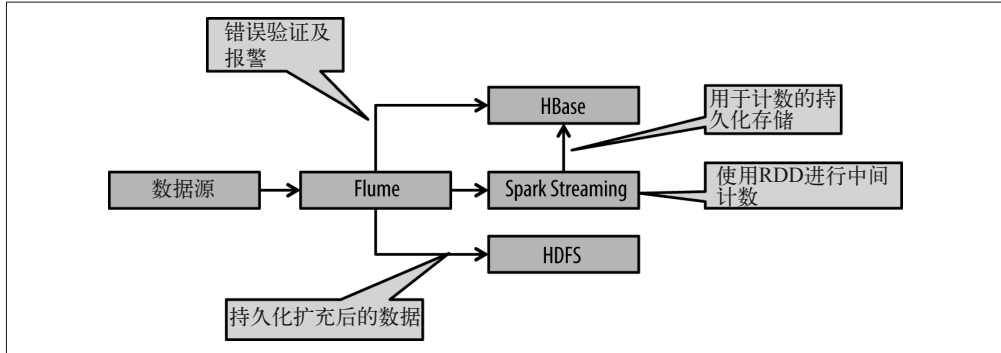 错误验证及
报警
HBase
用于计数的持
久化存储
数据源
Flume
Spark Streaming
使用RDD进行中间
计数
HDFS
持久化扩充后的数据